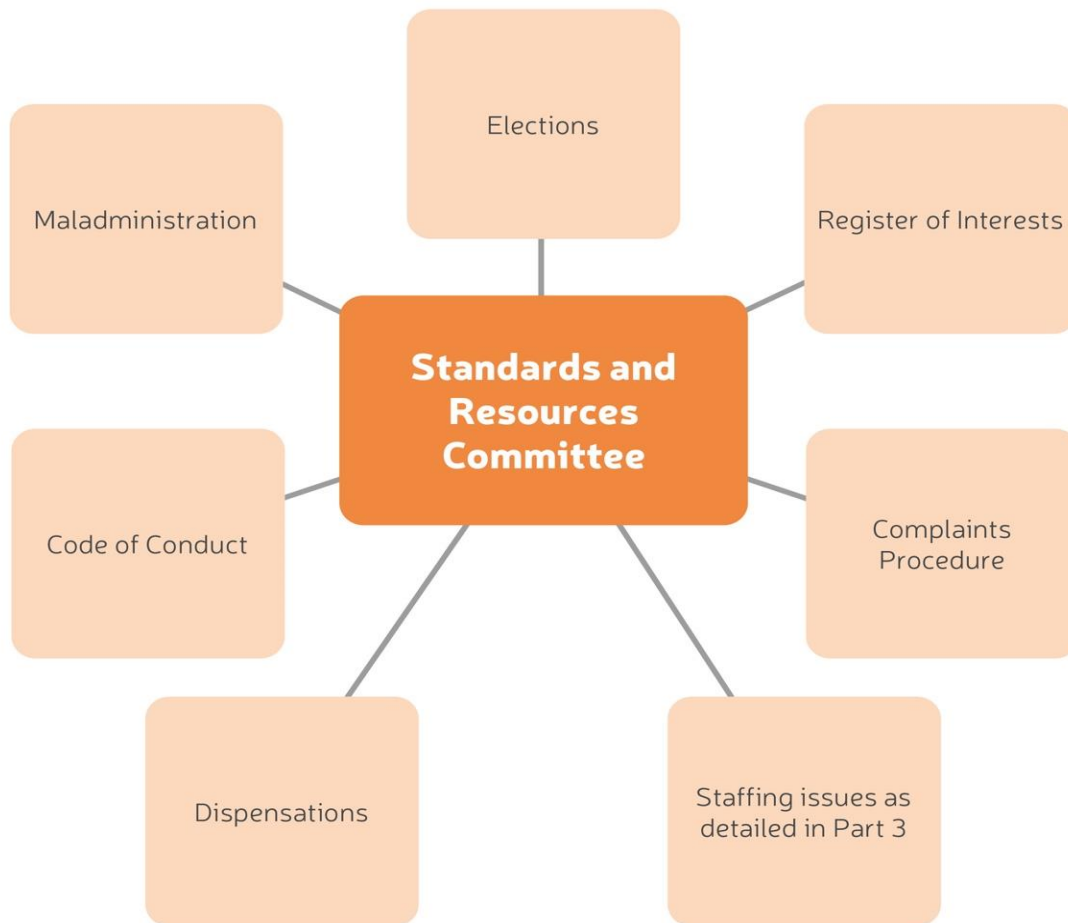 Elections
Maladministration
Register of Interests
Standards and
Resources
Committee
Code of Conduct
Complaints
Procedure
Dispensations
Staffing issues as
detailed in Part 3